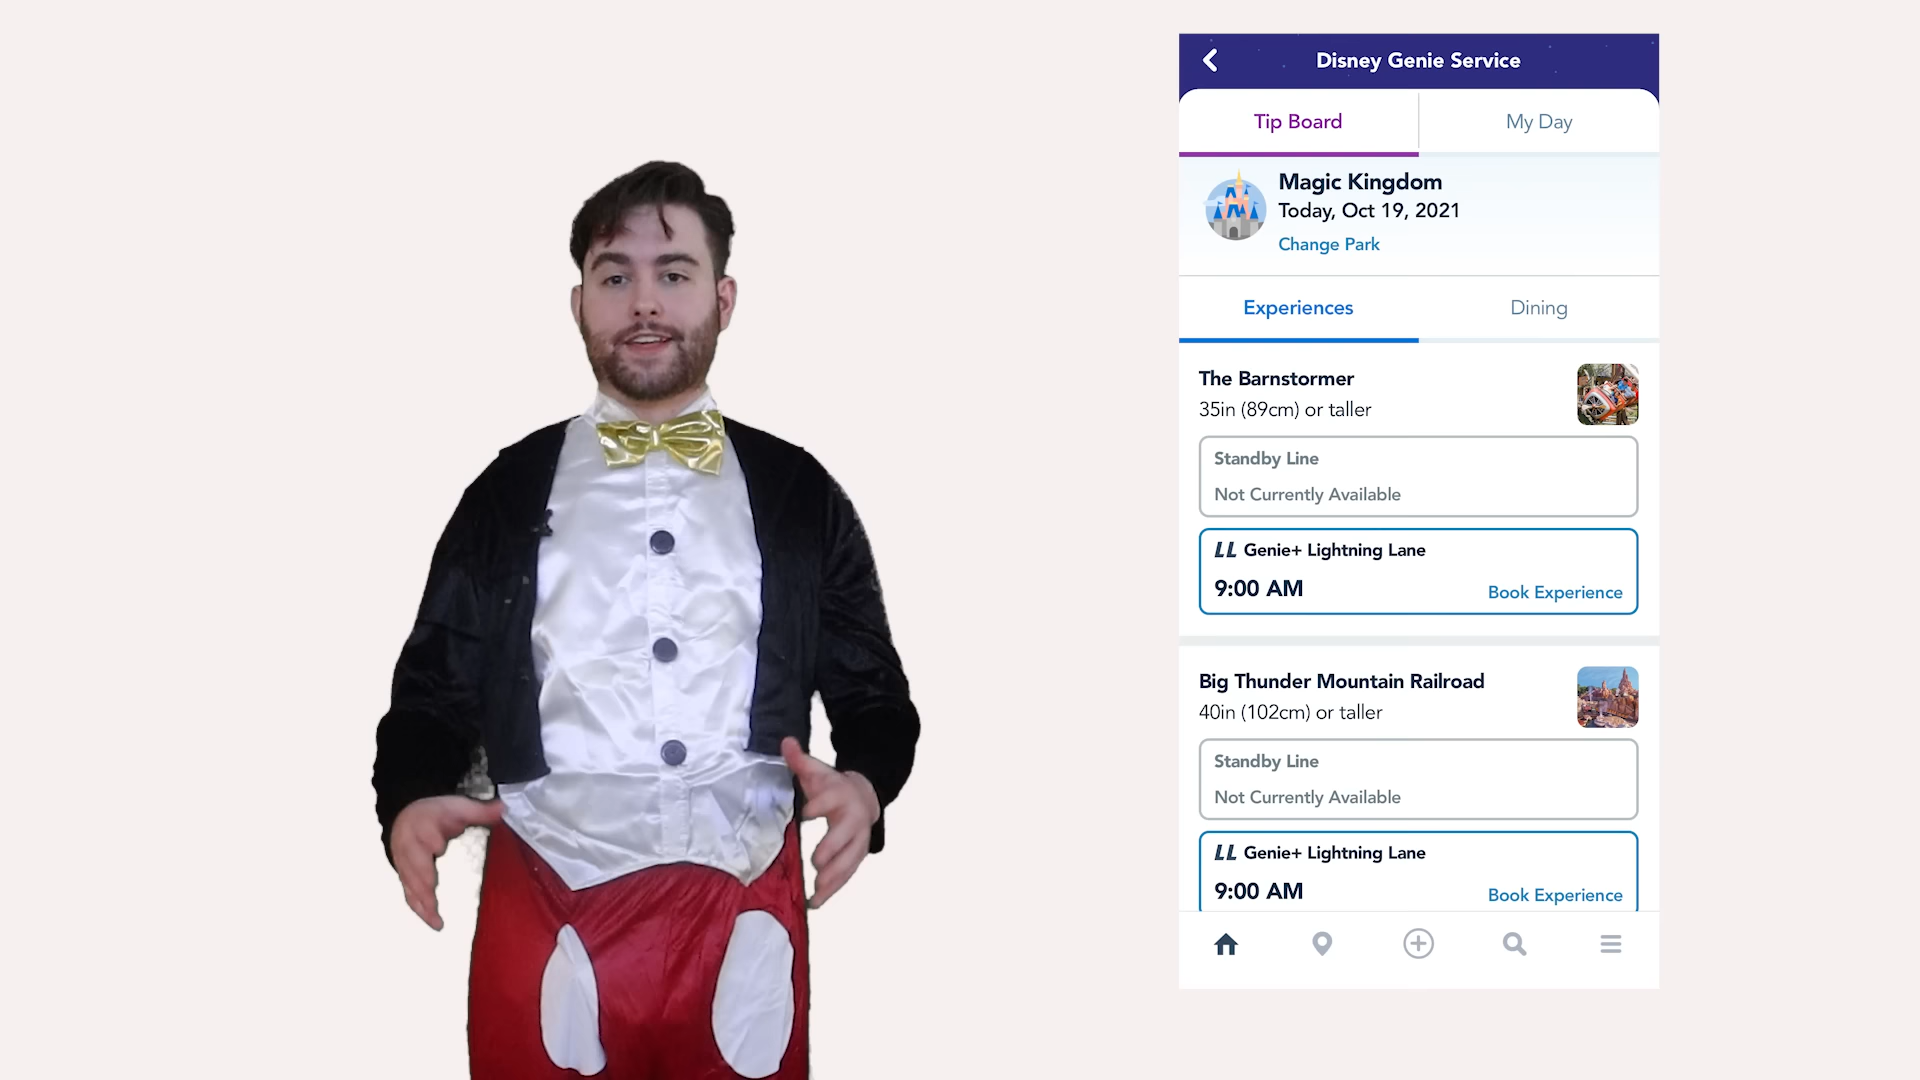 Disney Genie Service
Tip Board
My Day
Magic Kingdom
Today, Oct 19, 2021
Change Park
Experiences
Dining
The Barnstormer
35in (89cm) or taller
Standby Line
Not Currently Available
LL Genie+ Lightning Lane
9:00 AM
Book Experience
Big Thunder Mountain Railroad
40in (102cm) or taller
Standby Line
Not Currently Available
LL Genie+ Lightning Lane
9:00 AM
Book Experience